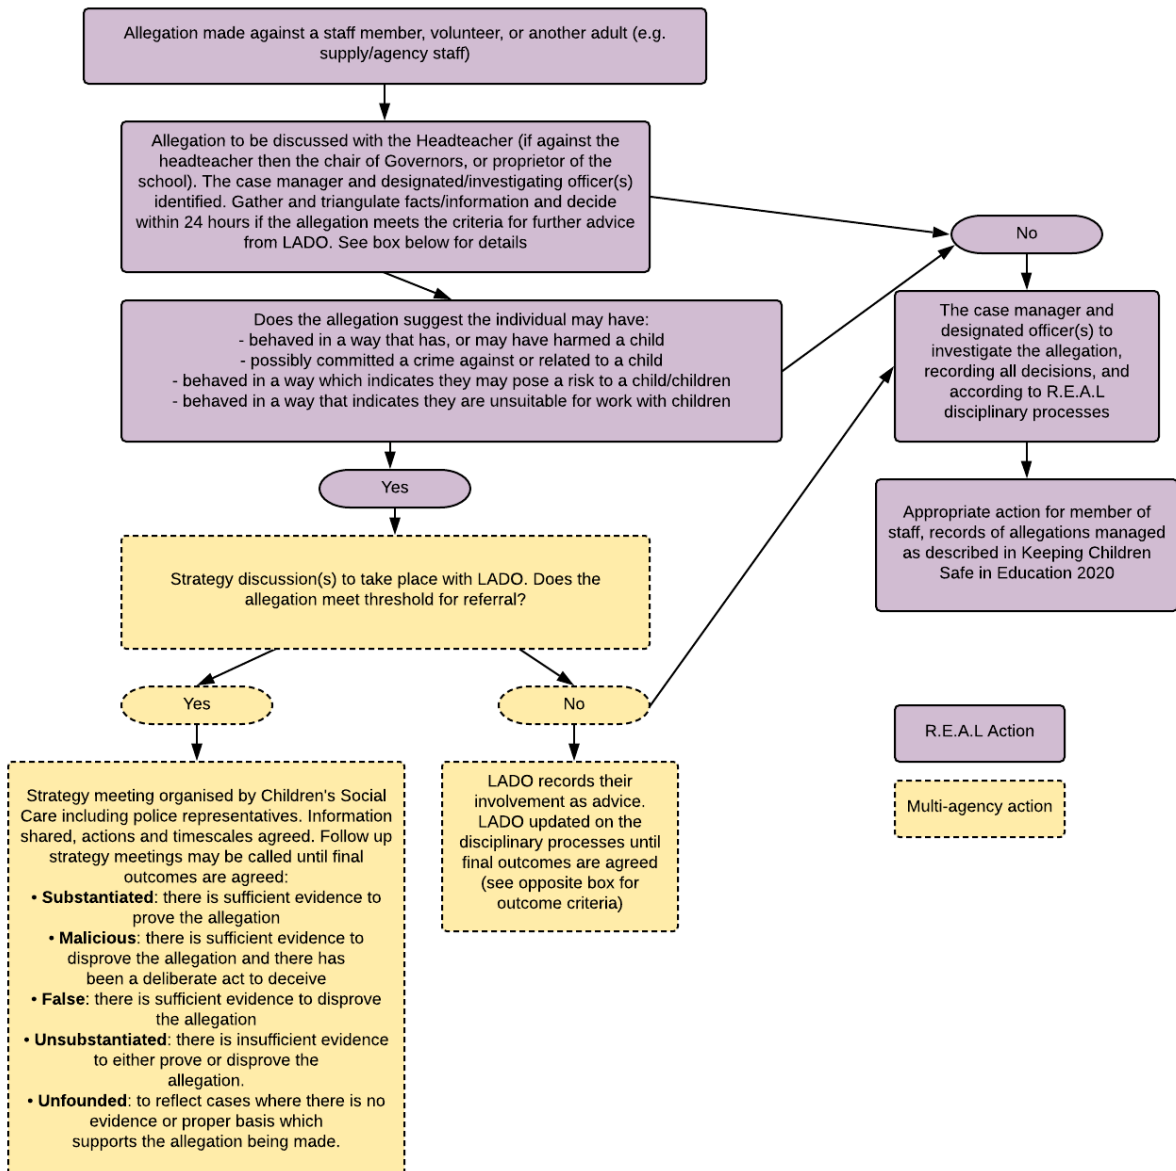 Allegation made against a staff member, volunteer, or another adult (e.g.
supply/agency staff)
Allegation to be discussed with the Headteacher (if against the
headteacher then the chair of Governors, or proprietor of the
school). The case manager and designated/investigating officer(s)
identified. Gather and triangulate facts/information and decide
within 24 hours if the allegation meets the criteria for further advice
from LADO. See box below for details
No
Does the allegation suggest the individual may have:
- behaved in a way that has, or may have harmed a child
- possibly committed a crime against or related to a child
- behaved in a way which indicates they may pose a risk to a child/children
- behaved in a way that indicates they are unsuitable for work with children
The case manager and
designated officer(s) to
investigate the allegation,
recording all decisions, and
according to R.E.A.L
disciplinary processes
Yes
Appropriate action for member of
staff, records of allegations managed
as described in Keeping Children
Safe in Education 2020
Strategy discussion(s) to take place with LADO. Does the
allegation meet threshold for referral?
Yes
No
R.E.A.L Action
Multi-agency action
Strategy meeting organised by Children's Social
Care including police representatives. Information
shared, actions and timescales agreed. Follow up
strategy meetings may be called until final
outcomes are agreed:
• Substantiated: there is sufficient evidence to
prove the allegation
• Malicious: there is sufficient evidence to
disprove the allegation and there has
been a deliberate act to deceive
• False: there is sufficient evidence to disprove
the allegation
• Unsubstantiated: there is insufficient evidence
to either prove or disprove the
allegation.
• Unfounded: to reflect cases where there is no
evidence or proper basis which
supports the allegation being made.
LADO records their
involvement as advice.
LADO updated on the
disciplinary processes until
final outcomes are agreed
(see opposite box for
outcome criteria)